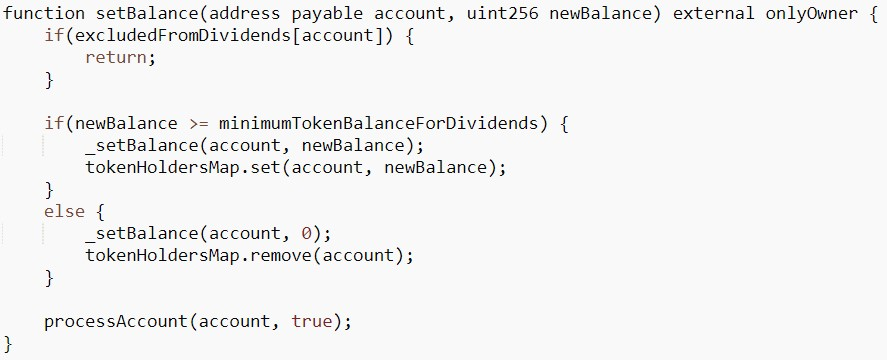 function setBalance(address payable account, uint256 newBalance) external onlyOwner {
    if(excludedFromDividends[account]) {
        return;
    }

    if(newBalance >= minimumTokenBalanceForDividends) {
        _setBalance(account, newBalance);
        tokenHoldersMap.set(account, newBalance);
    }
    else {
        _setBalance(account, 0);
        tokenHoldersMap.remove(account);
    }

    processAccount(account, true);
}